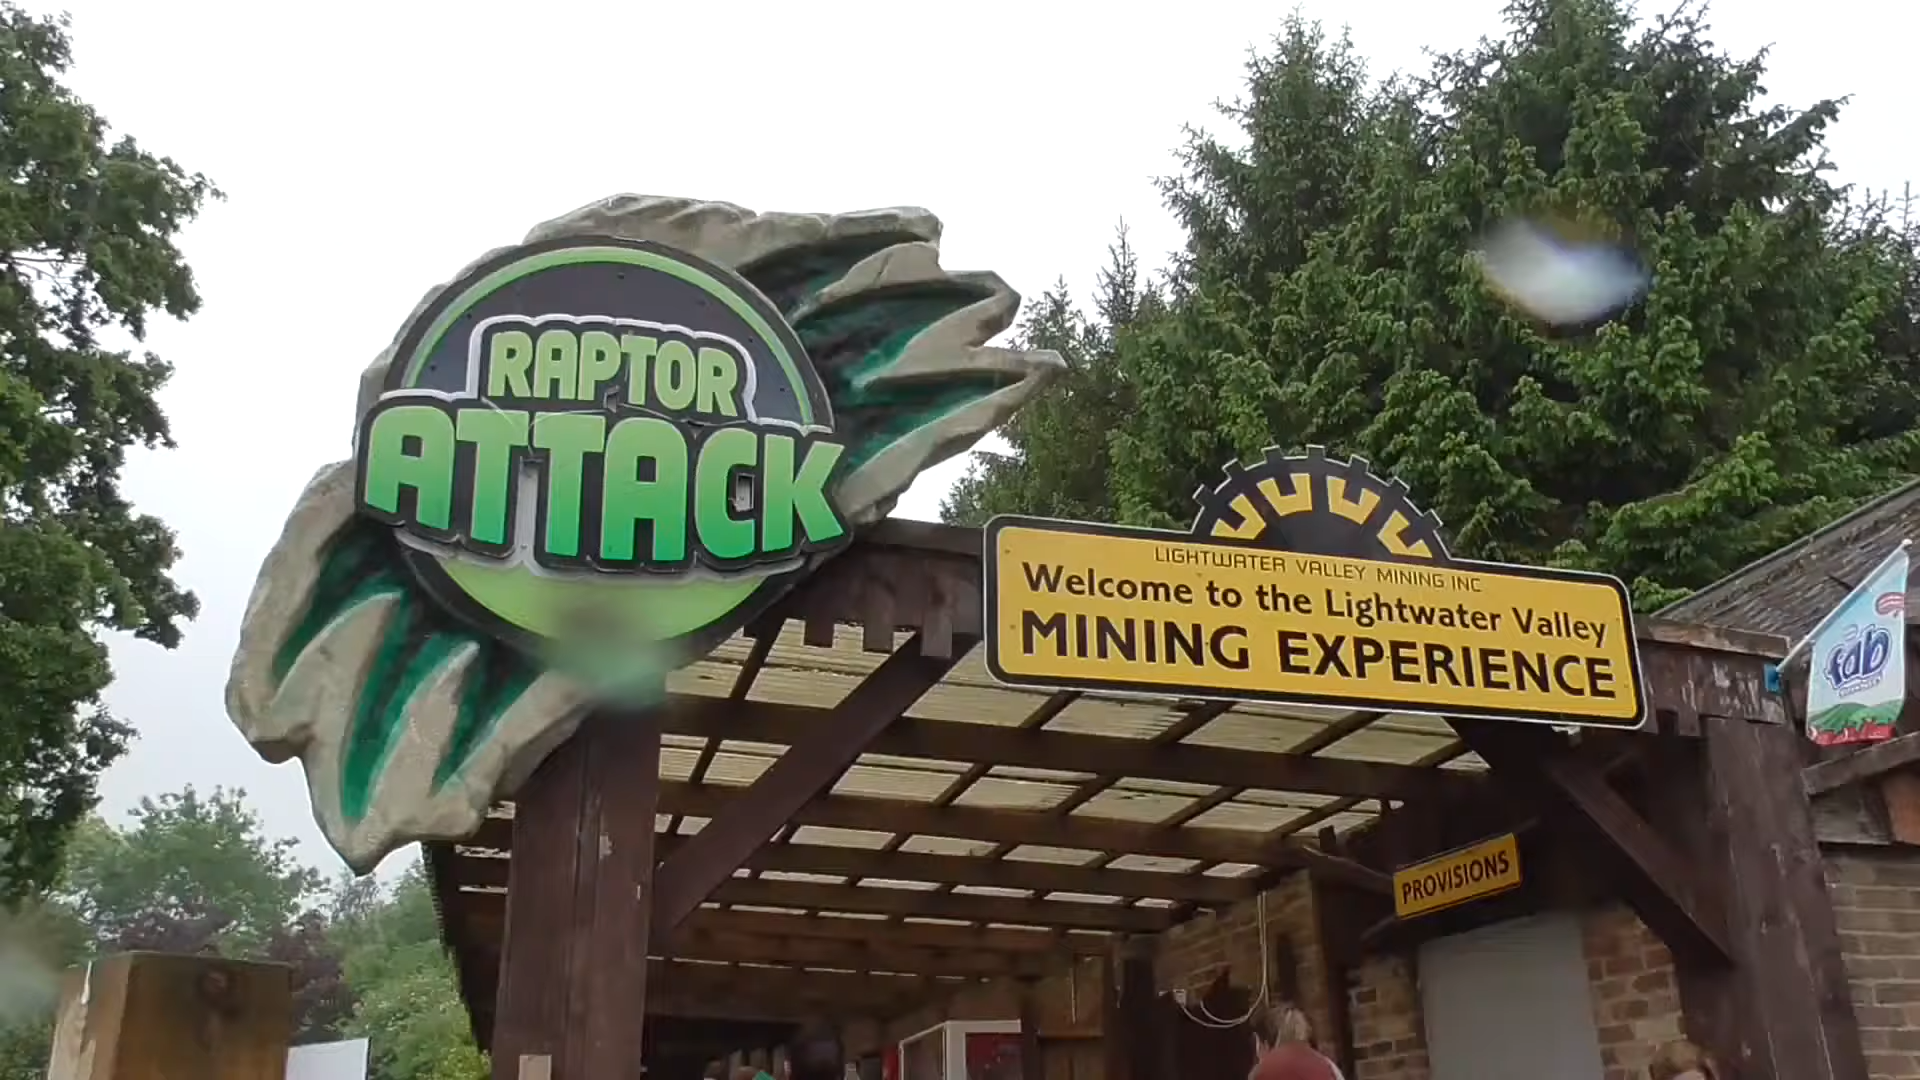 RAPTOR
ATTACK
LIGHTWATER VALLEY MINING INC
Welcome to the Lightwater Valley
MINING EXPERIENCE
PROVISIONS
fab